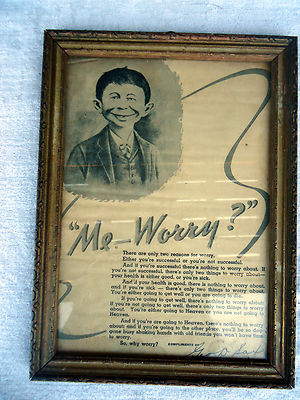 "Me—Worry?"
There are only two reasons for worry.
Either you're successful or you're not successful.
And if you're successful there's nothing to worry about. If
you're not successful, there's only two things to worry about—
your health is either good, or you're sick.
And if your health is good, there is nothing to worry about,
and if you're sick — there's only two things to worry about.
You're either going to get well or you are going to die.
If you're going to get well, there's nothing to worry about;
if you're not going to get well, there's only two things to worry
about. You're either going to Heaven or you are not going to
Heaven.
And if you are going to Heaven, there's nothing to worry
about; and if you're going to the other place, you'll be so dog-
gone busy shaking hands with old friends you won't have time
to worry.
So, why worry? COMPLIMENTS OF